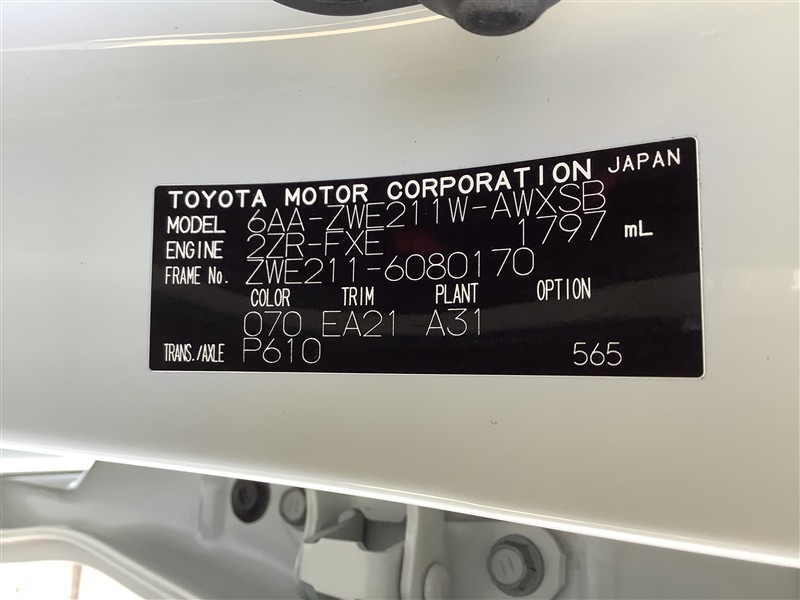 TOYOTA MOTOR CORPORATION JAPAN
MODEL 6AA-ZWE211W-AWXSB
ENGINE 2ZR-FXE 1797 mL
FRAME No. ZWE211-6080170
COLOR TRIM PLANT OPTION
070 EA21 A31
TRANS./AXLE P610 565